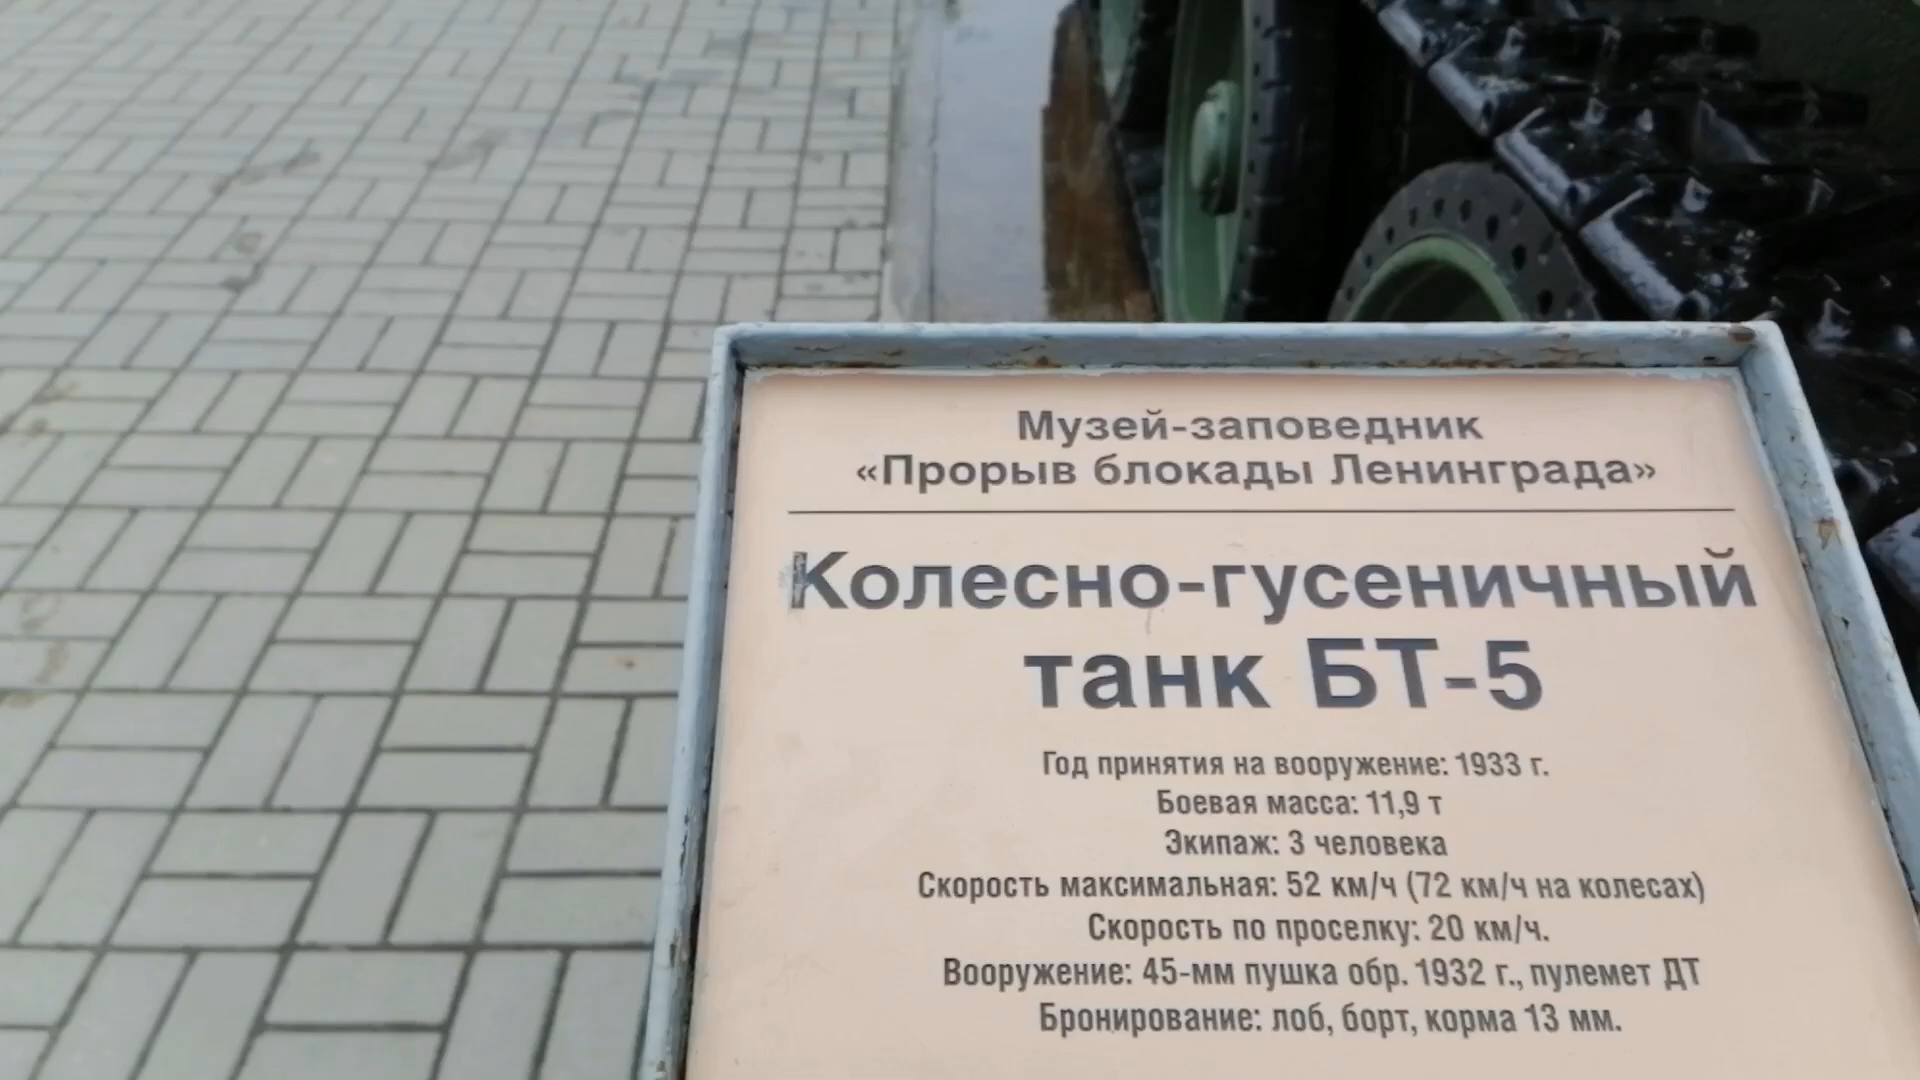 Музей-заповедник
«Прорыв блокады Ленинграда»
Колесно-гусеничный
танк БТ-5
Год принятия на вооружение: 1933 г.
Боевая масса: 11,9 т
Экипаж: 3 человека
Скорость максимальная: 52 км/ч (72 км/ч на колесах)
Скорость по проселку: 20 км/ч.
Вооружение: 45-мм пушка обр. 1932 г., пулемет ДТ
Бронирование: лоб, борт, корма 13 мм.